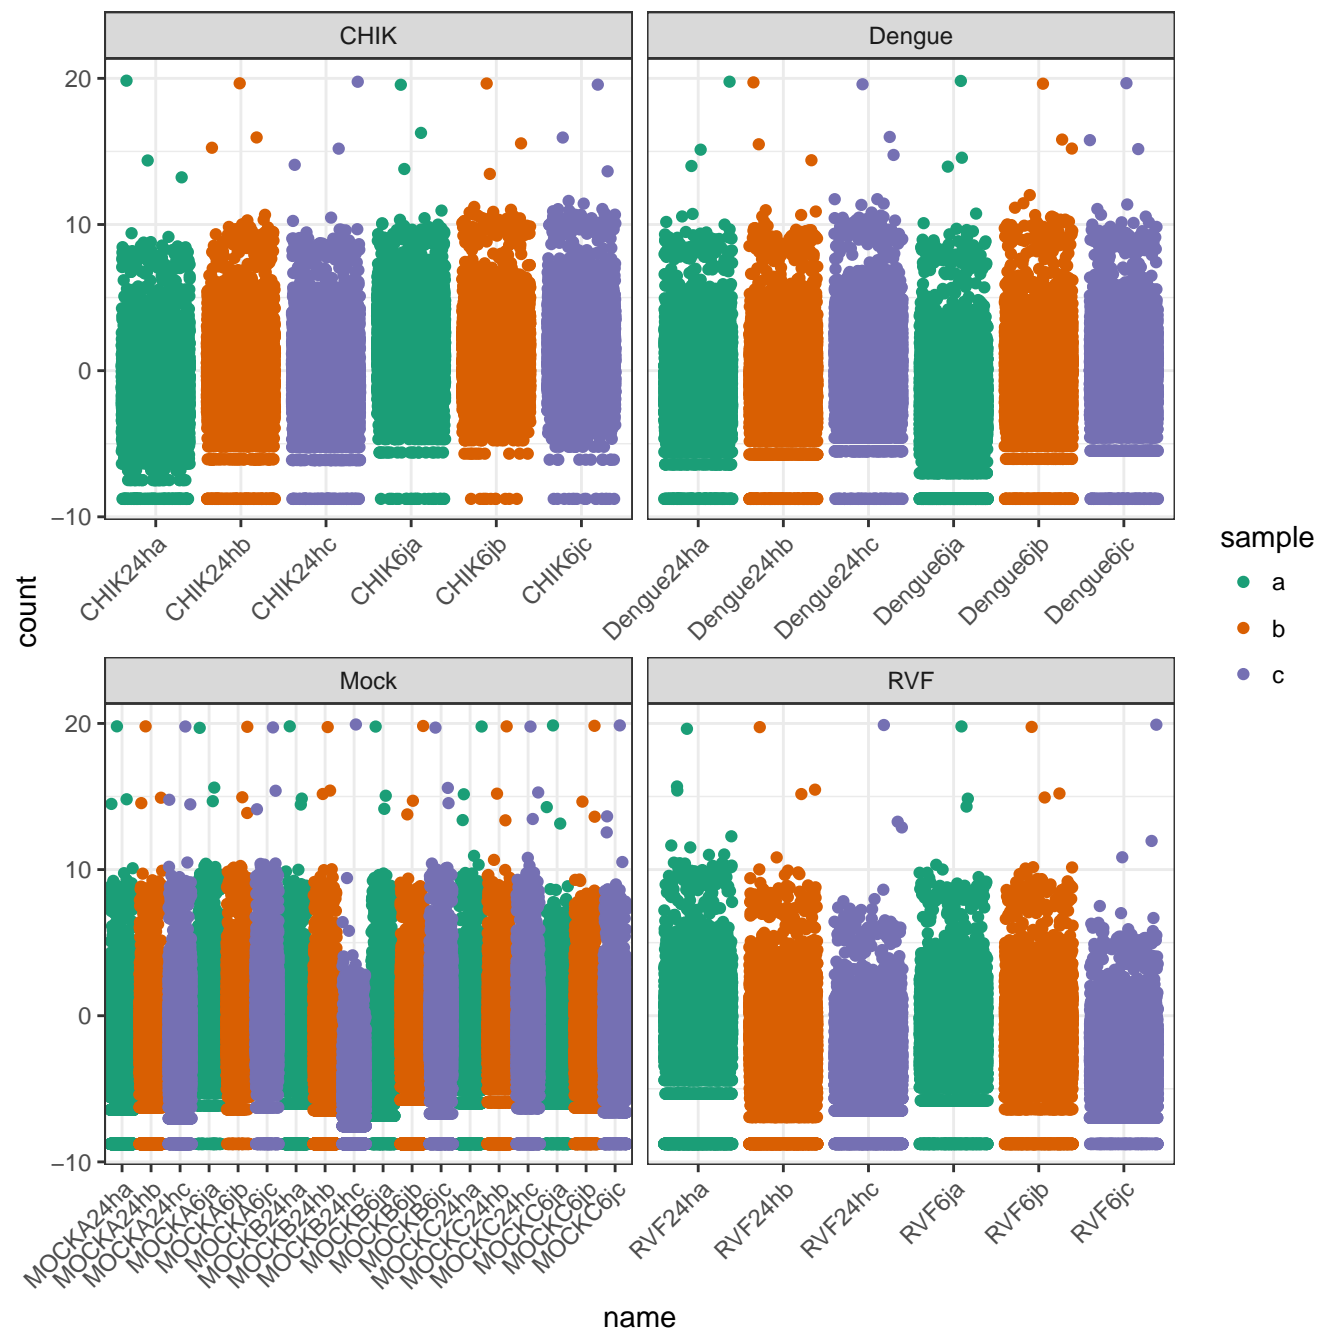 CHIK
Dengue
20
10
0
−10
CHIK24ha
CHIK24hb
CHIK24hc
CHIK6ja
CHIK6jb
CHIK6jc
Dengue24ha
Dengue24hb
Dengue24hc
Dengue6ja
Dengue6jb
Dengue6jc
count
sample
a
b
c
Mock
RVF
20
10
0
−10
MOCKA24ha
MOCKA24hb
MOCKA24hc
MOCKA6ja
MOCKA6jb
MOCKA6jc
MOCKB24ha
MOCKB24hb
MOCKB24hc
MOCKB6ja
MOCKB6jb
MOCKB6jc
MOCKC24ha
MOCKC24hb
MOCKC24hc
MOCKC6ja
MOCKC6jb
MOCKC6jc
RVF24ha
RVF24hb
RVF24hc
RVF6ja
RVF6jb
RVF6jc
name